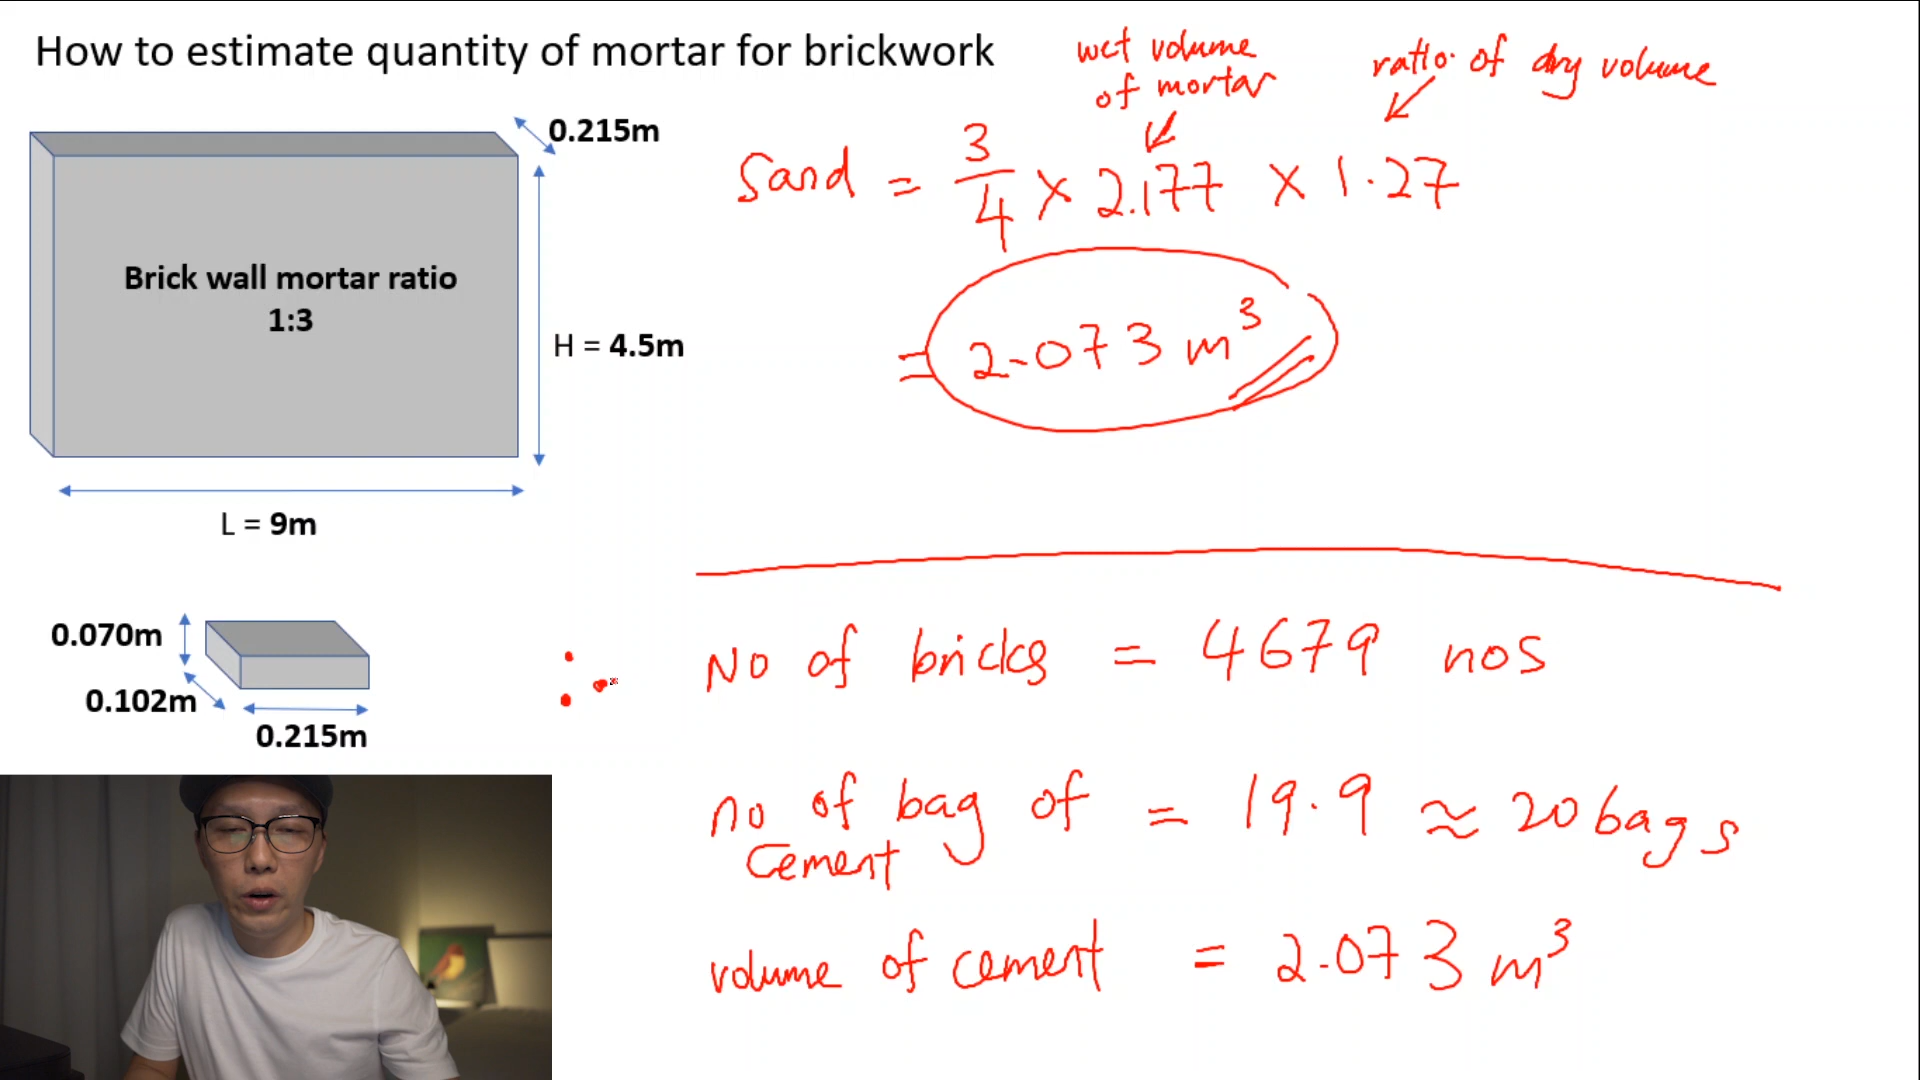 How to estimate quantity of mortar for brickwork
0.215m
Brick wall mortar ratio
1:3
H = 4.5m
L = 9m
0.070m
0.102m
0.215m
wet volume
of mortar
ratio of dry volume
Sand = 3/4 × 2.177 × 1.27
= 2.073 m³
∴ No of bricks = 4679 nos
no of bag of = 19.9 ≈ 20 bags
cement
volume of cement = 2.073 m³